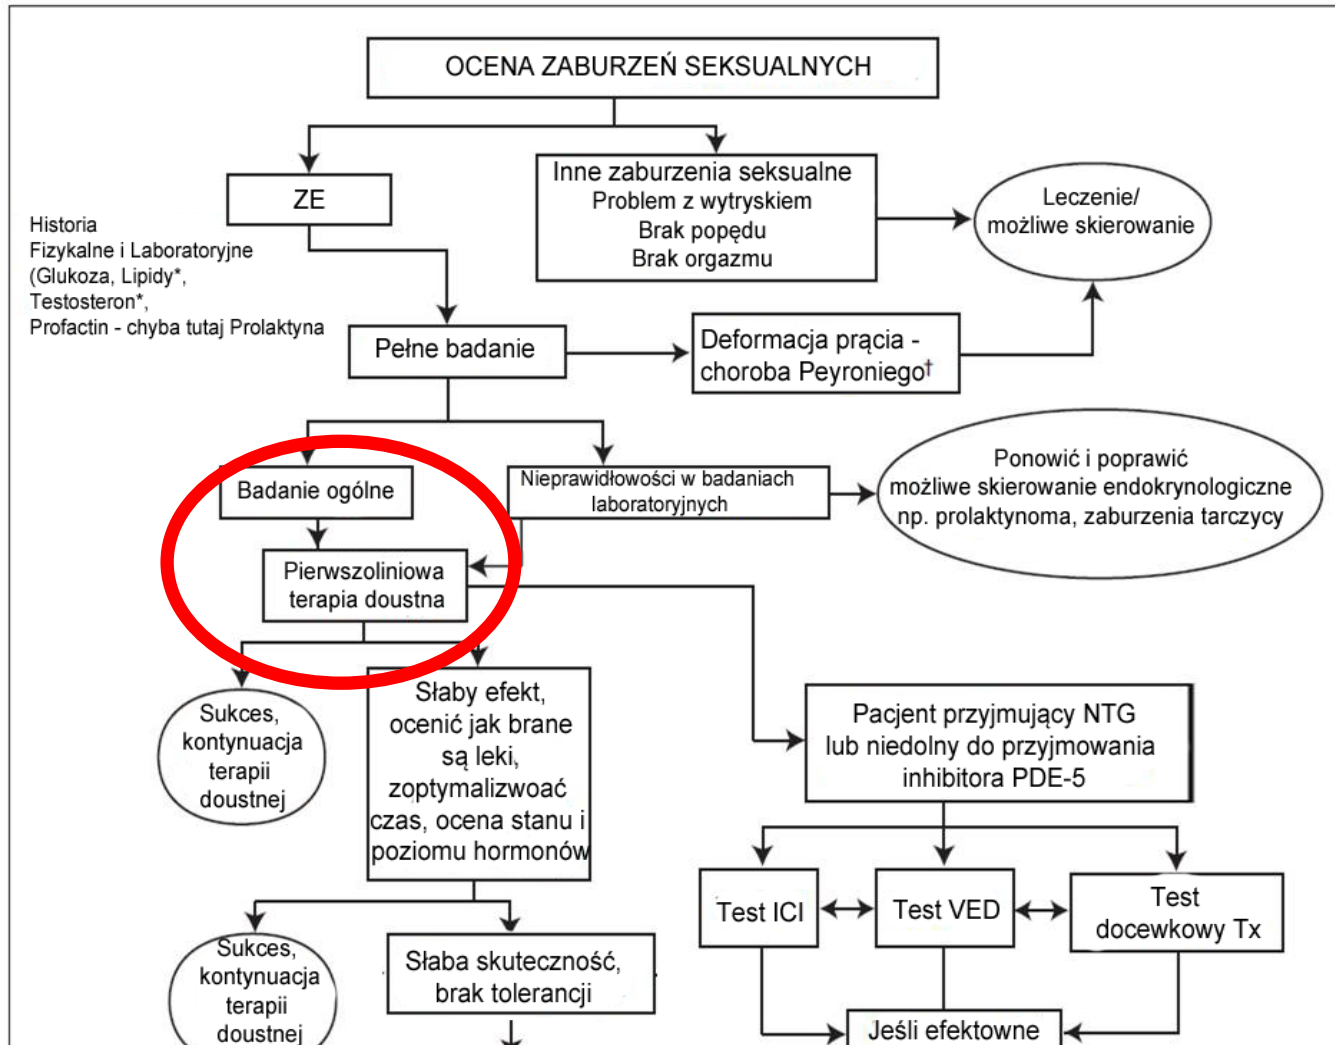 OCENA ZABURZEŃ SEKSUALNYCH
ZE
Inne zaburzenia seksualne
Problem z wytryskiem
Brak popędu
Brak orgazmu
Leczenie/
możliwe skierowanie
Historia
Fizykalne i Laboratoryjne
(Glukoza, Lipidy*,
Testosteron*,
Profactin - chyba tutaj Prolaktyna
Pełne badanie
Deformacja prącia -
choroba Peyroniego†
Badanie ogólne
Nieprawidłowości w badaniach
laboratoryjnych
Ponowić i poprawić
możliwe skierowanie endokrynologiczne
np. prolaktynoma, zaburzenia tarczycy
Pierwszoliniowa
terapia doustna
Sukces,
kontynuacja
terapii
doustnej
Słaby efekt,
ocenić jak brane
są leki,
zoptymalizwoać
czas, ocena stanu i
poziomu hormonów
Pacjent przyjmujący NTG
lub niedolny do przyjmowania
inhibitora PDE-5
Test ICI
Test VED
Test
docewkowy Tx
Sukces,
kontynuacja
terapii
doustnej
Słaba skuteczność,
brak tolerancji
Jeśli efektowne